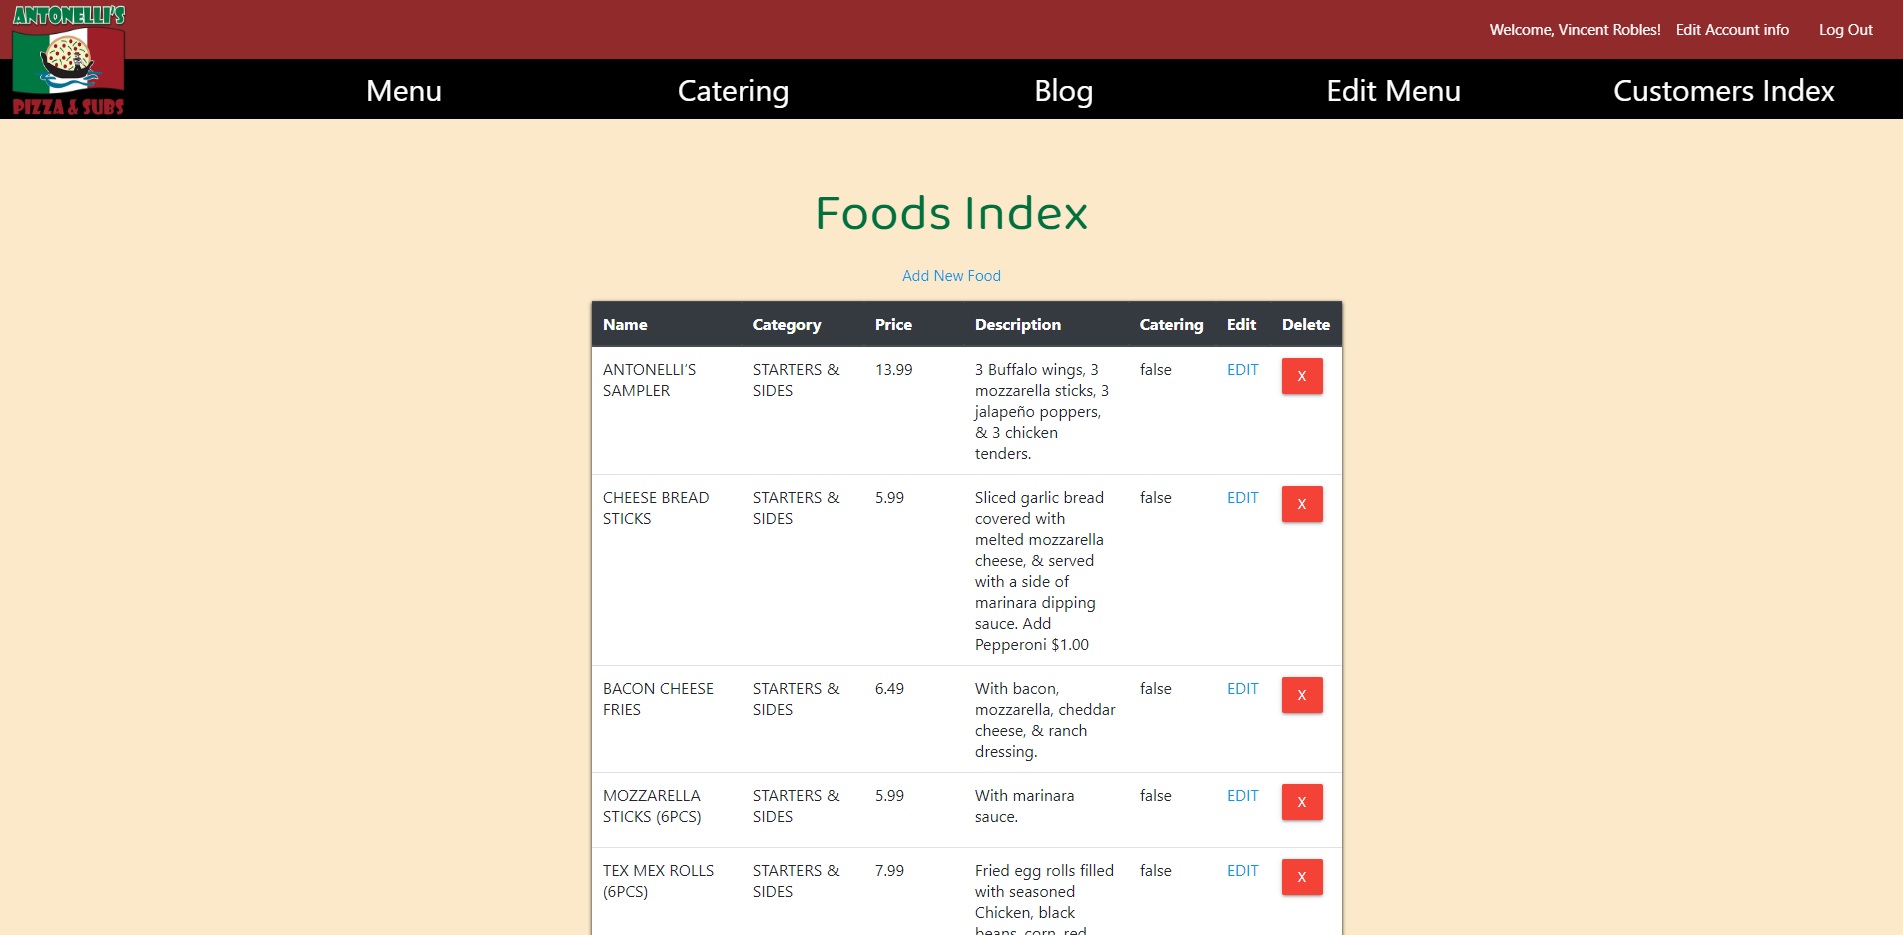 ANTONELLI'S
PIZZA & SUBS
Welcome, Vincent Robles! Edit Account info Log Out
Menu Catering Blog Edit Menu Customers Index
Foods Index
Add New Food
Name Category Price Description Catering Edit Delete
ANTONELLI'S STARTERS & 13.99 3 Buffalo wings, 3 false EDIT X
SAMPLER SIDES mozzarella sticks, 3
jalapeño poppers,
& 3 chicken
tenders.
CHEESE BREAD STARTERS & 5.99 Sliced garlic bread false EDIT X
STICKS SIDES covered with
melted mozzarella
cheese, & served
with a side of
marinara dipping
sauce. Add
Pepperoni $1.00
BACON CHEESE STARTERS & 6.49 With bacon, false EDIT X
FRIES SIDES mozzarella, cheddar
cheese, & ranch
dressing.
MOZZARELLA STARTERS & 5.99 With marinara false EDIT X
STICKS (6PCS) SIDES sauce.
TEX MEX ROLLS STARTERS & 7.99 Fried egg rolls filled false EDIT X
(6PCS) SIDES with seasoned
Chicken, black
beans, corn, red